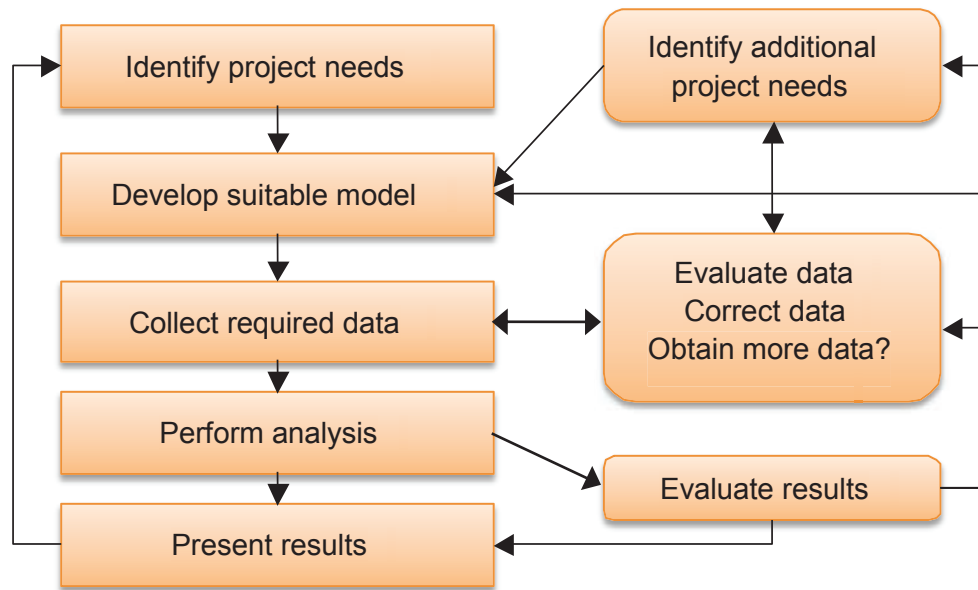 Identify project needs
Develop suitable model
Collect required data
Perform analysis
Present results
Identify additional
project needs
Evaluate data
Correct data
Obtain more data?
Evaluate results